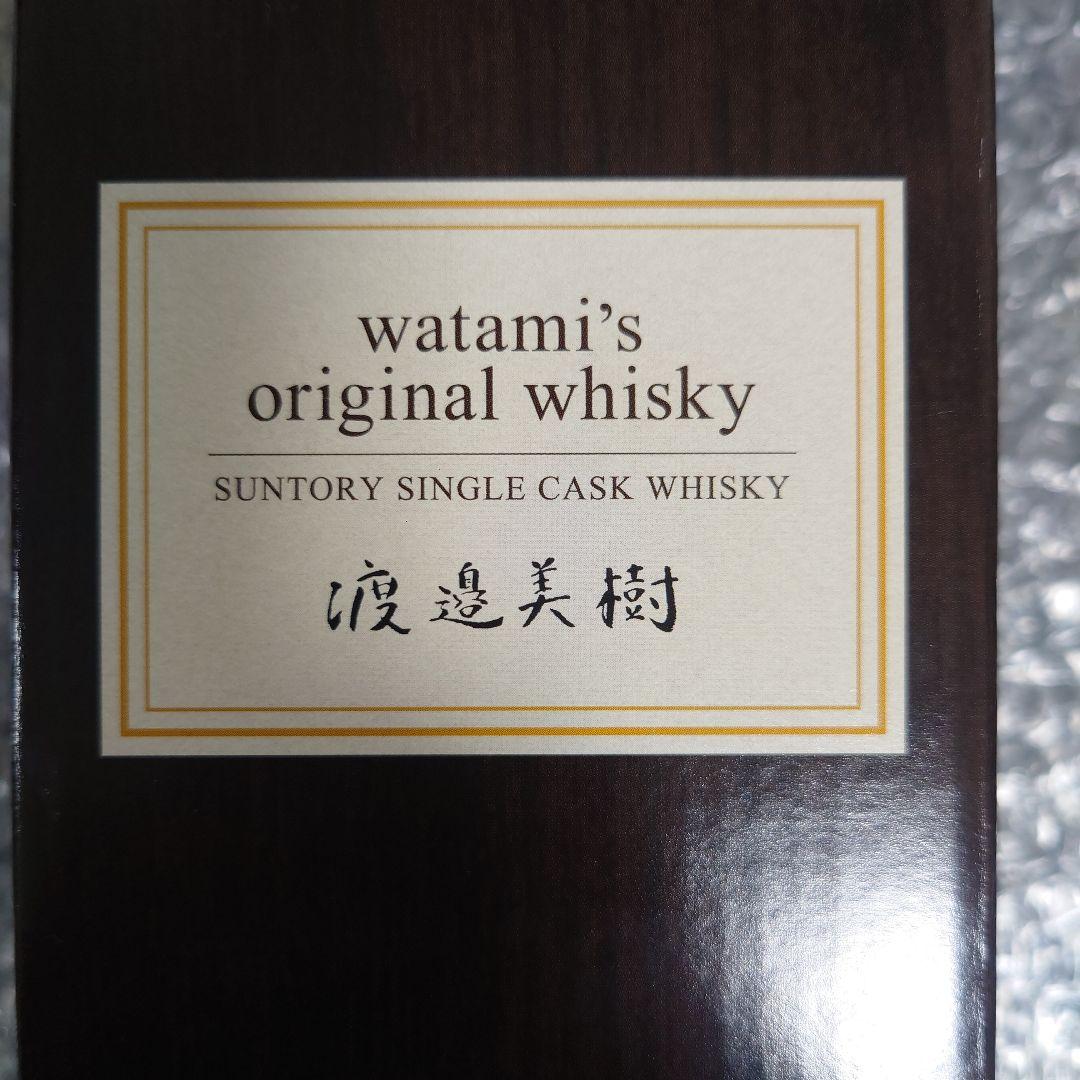 watami’s
original whisky
SUNTORY SINGLE CASK WHISKY
渡邉美樹